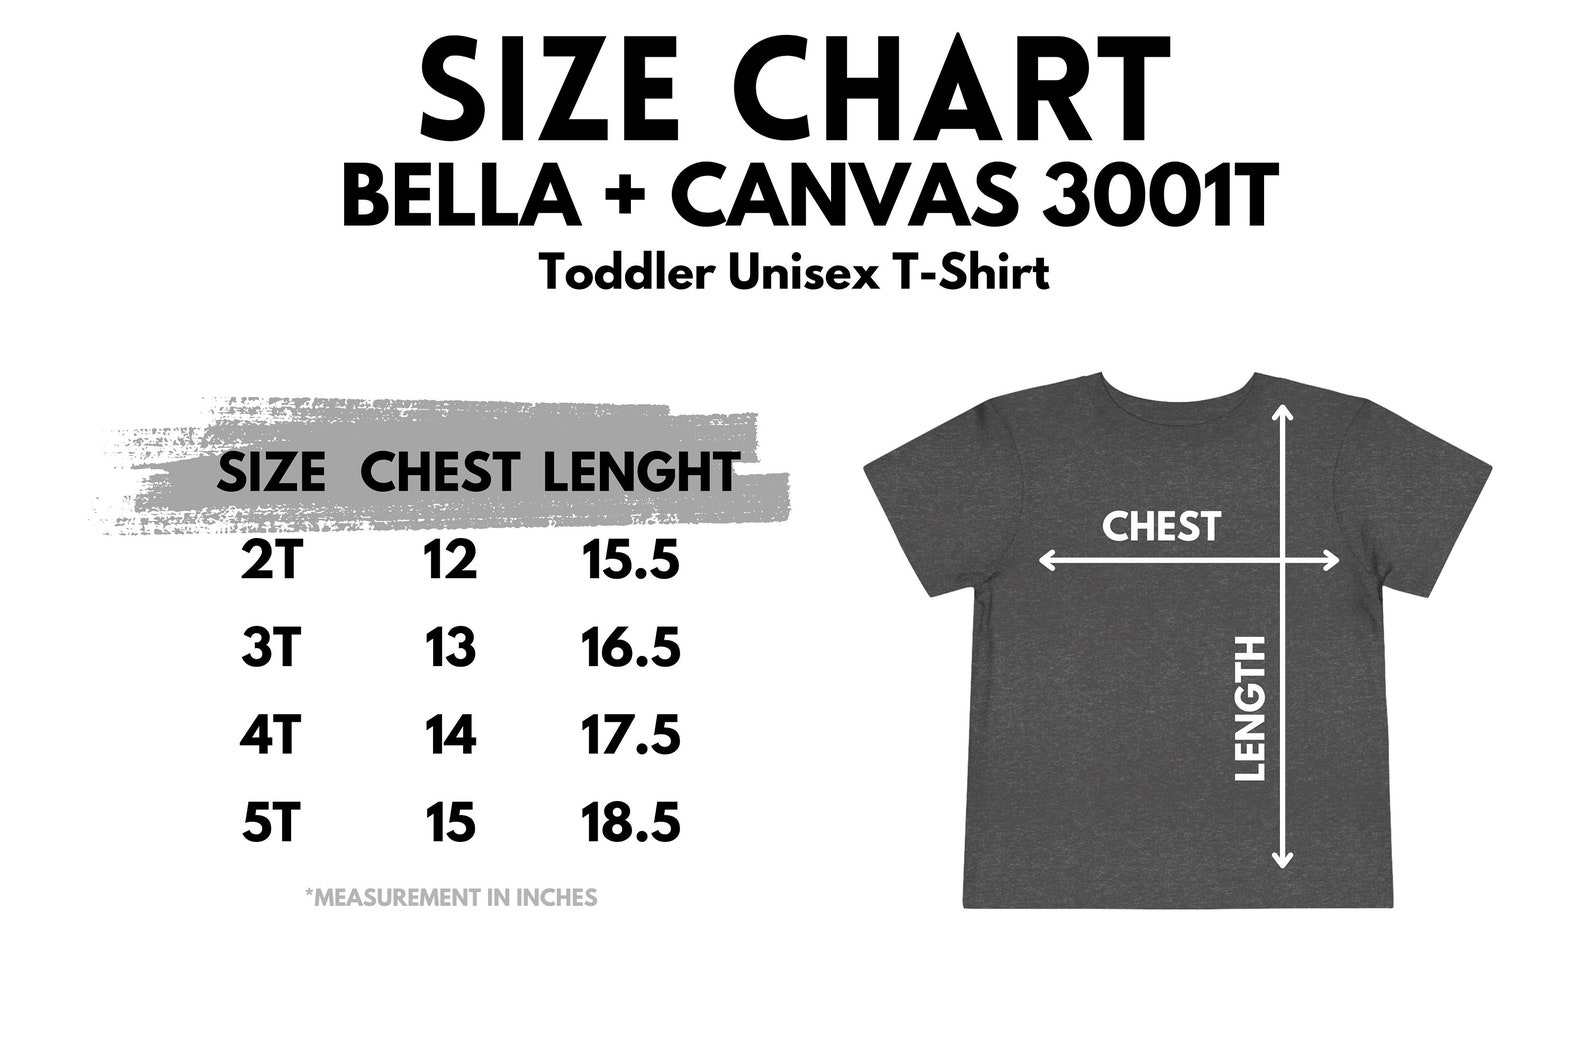 SIZE CHART
BELLA + CANVAS 3001T
Toddler Unisex T-Shirt
SIZE CHEST LENGHT
2T 12 15.5
3T 13 16.5
4T 14 17.5
5T 15 18.5
*MEASUREMENT IN INCHES
CHEST
LENGTH